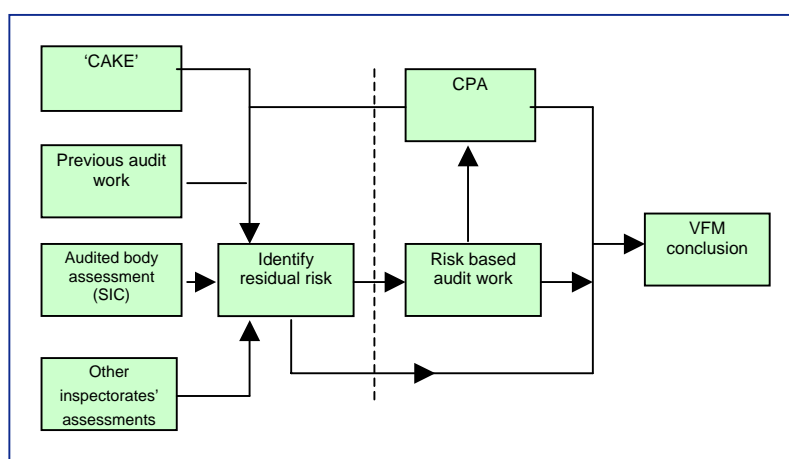 ‘CAKE’
CPA
Previous audit
work
VFM
conclusion
Audited body
assessment
(SIC)
Identify
residual risk
Risk based
audit work
Other
inspectorates’
assessments